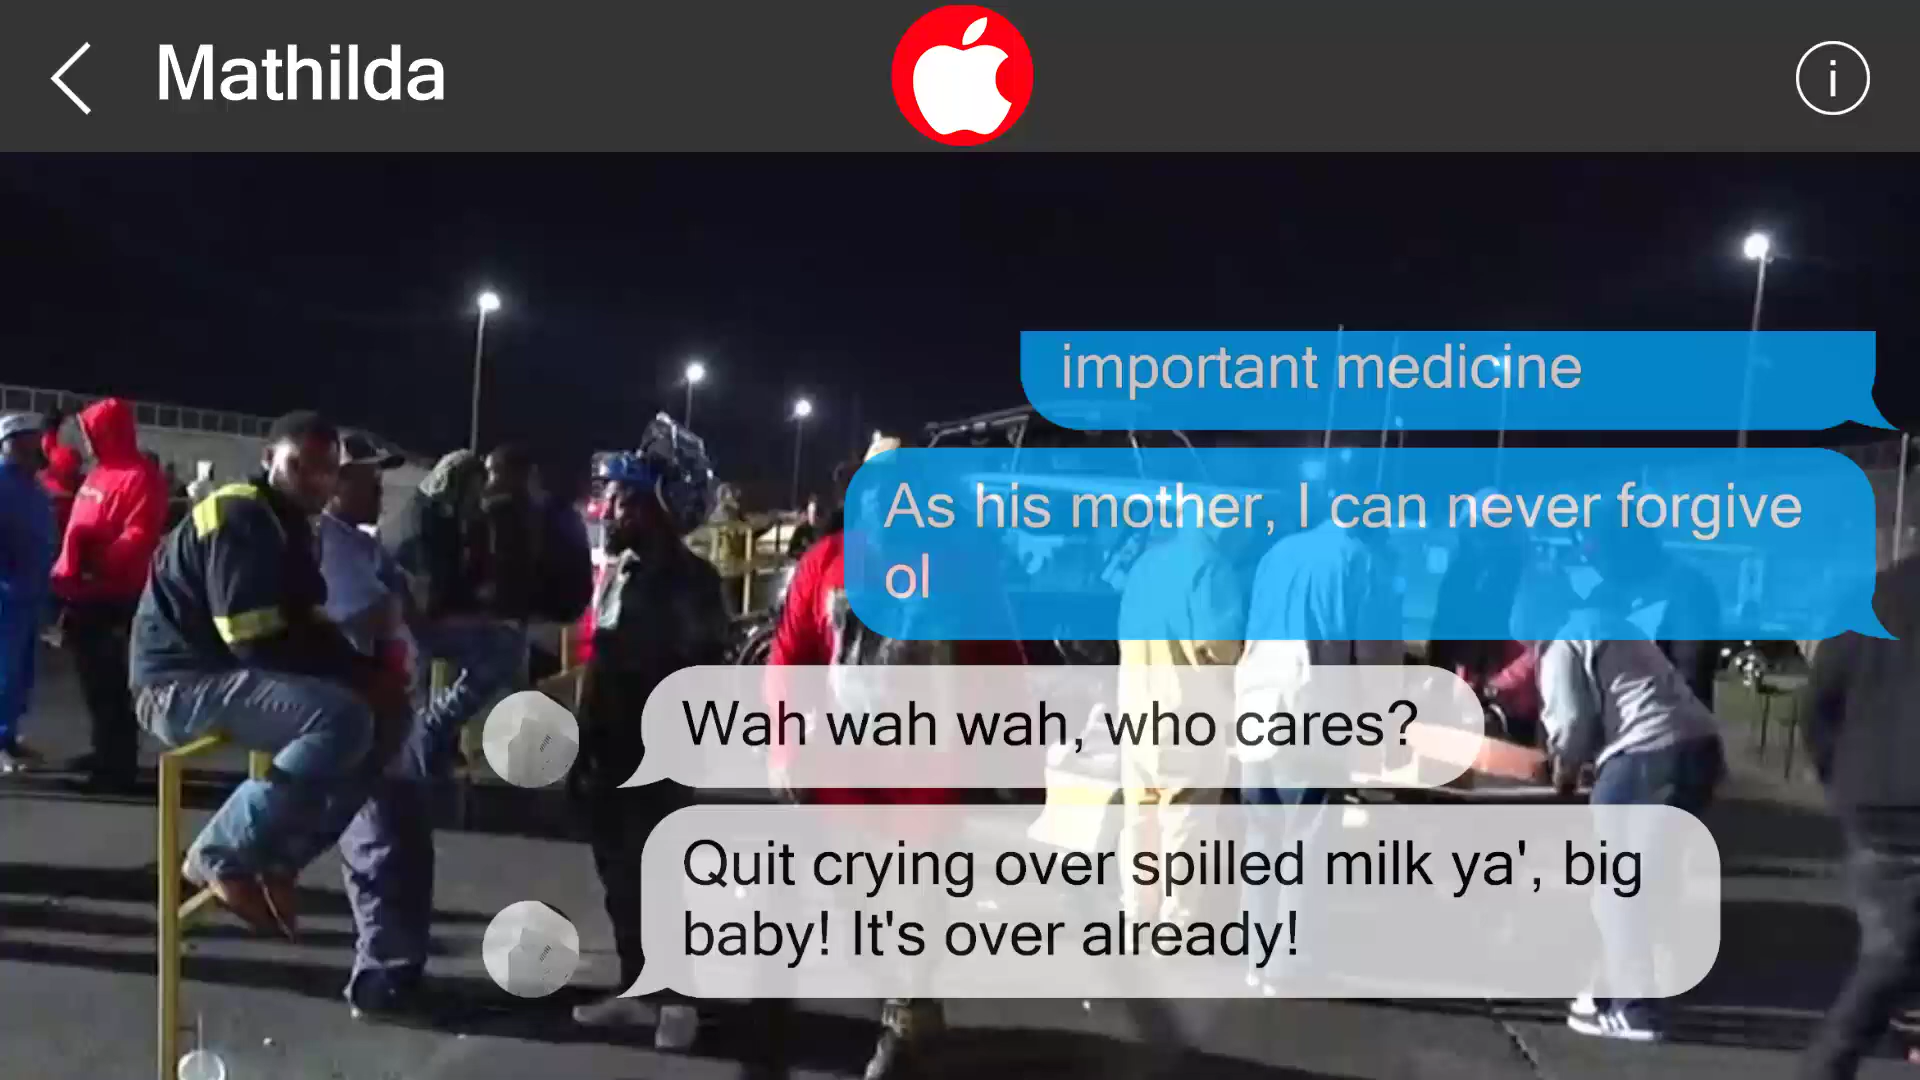 Mathilda
important medicine
As his mother, I can never forgive
ol
Wah wah wah, who cares?
Quit crying over spilled milk ya', big
baby! It's over already!